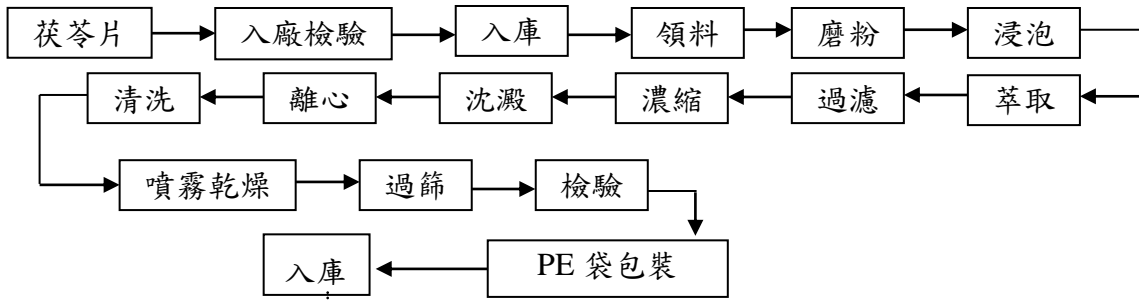 茯苓片 入廠檢驗 入庫 領料 磨粉 浸泡
清洗 離心 沈澱 濃縮 過濾 萃取
噴霧乾燥 過篩 檢驗
入庫 PE 袋包裝